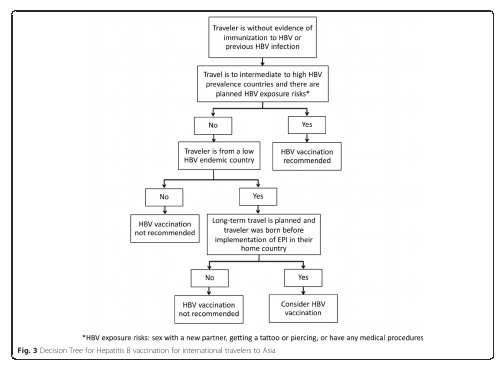 Traveler is without evidence of
immunization to HBV or
previous HBV infection
Travel is to intermediate to high HBV
prevalence countries and there are
planned HBV exposure risks*
No
Yes
Traveler is from a low
HBV endemic country
HBV vaccination
recommended
No
Yes
HBV vaccination
not recommended
Long-term travel is planned and
traveler was born before
implementation of EPI in their
home country
No
Yes
HBV vaccination
not recommended
Consider HBV
vaccination
*HBV exposure risks: sex with a new partner, getting a tattoo or piercing, or have any medical procedures
Fig. 3 Decision Tree for Hepatitis B vaccination for international travelers to Asia